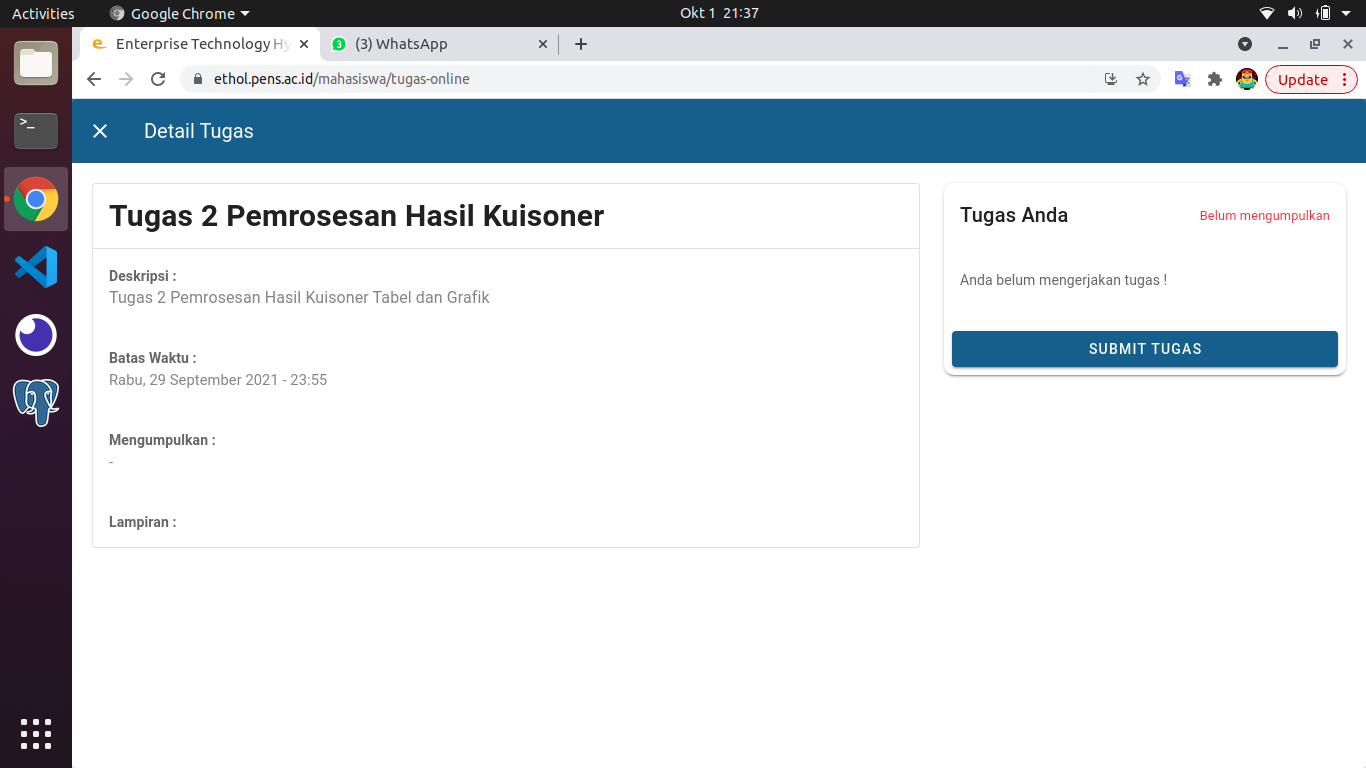 Activities
Google Chrome
Okt 1 21:37
Enterprise Technology Hy
3
(3) WhatsApp
ethol.pens.ac.id/mahasiswa/tugas-online
Update
Detail Tugas
Tugas 2 Pemrosesan Hasil Kuisoner
Deskripsi :
Tugas 2 Pemrosesan Hasil Kuisoner Tabel dan Grafik
Batas Waktu :
Rabu, 29 September 2021 - 23:55
Mengumpulkan :
-
Lampiran :
Tugas Anda
Belum mengumpulkan
Anda belum mengerjakan tugas !
SUBMIT TUGAS